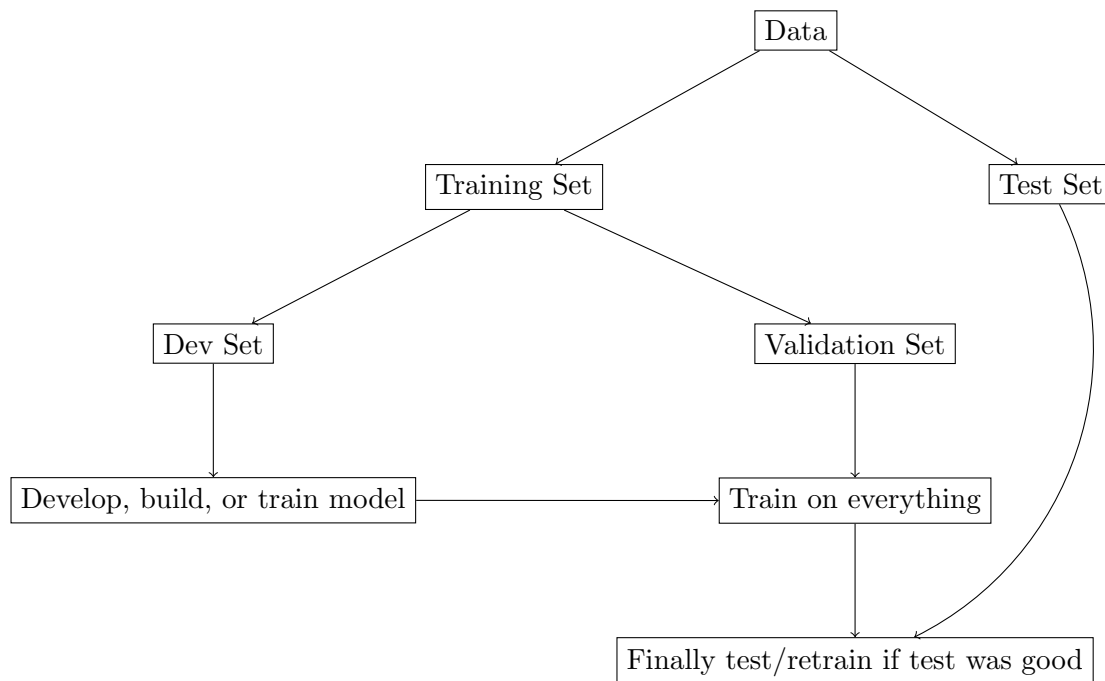 Data
Training Set
Test Set
Dev Set
Validation Set
Develop, build, or train model
Train on everything
Finally test/retrain if test was good